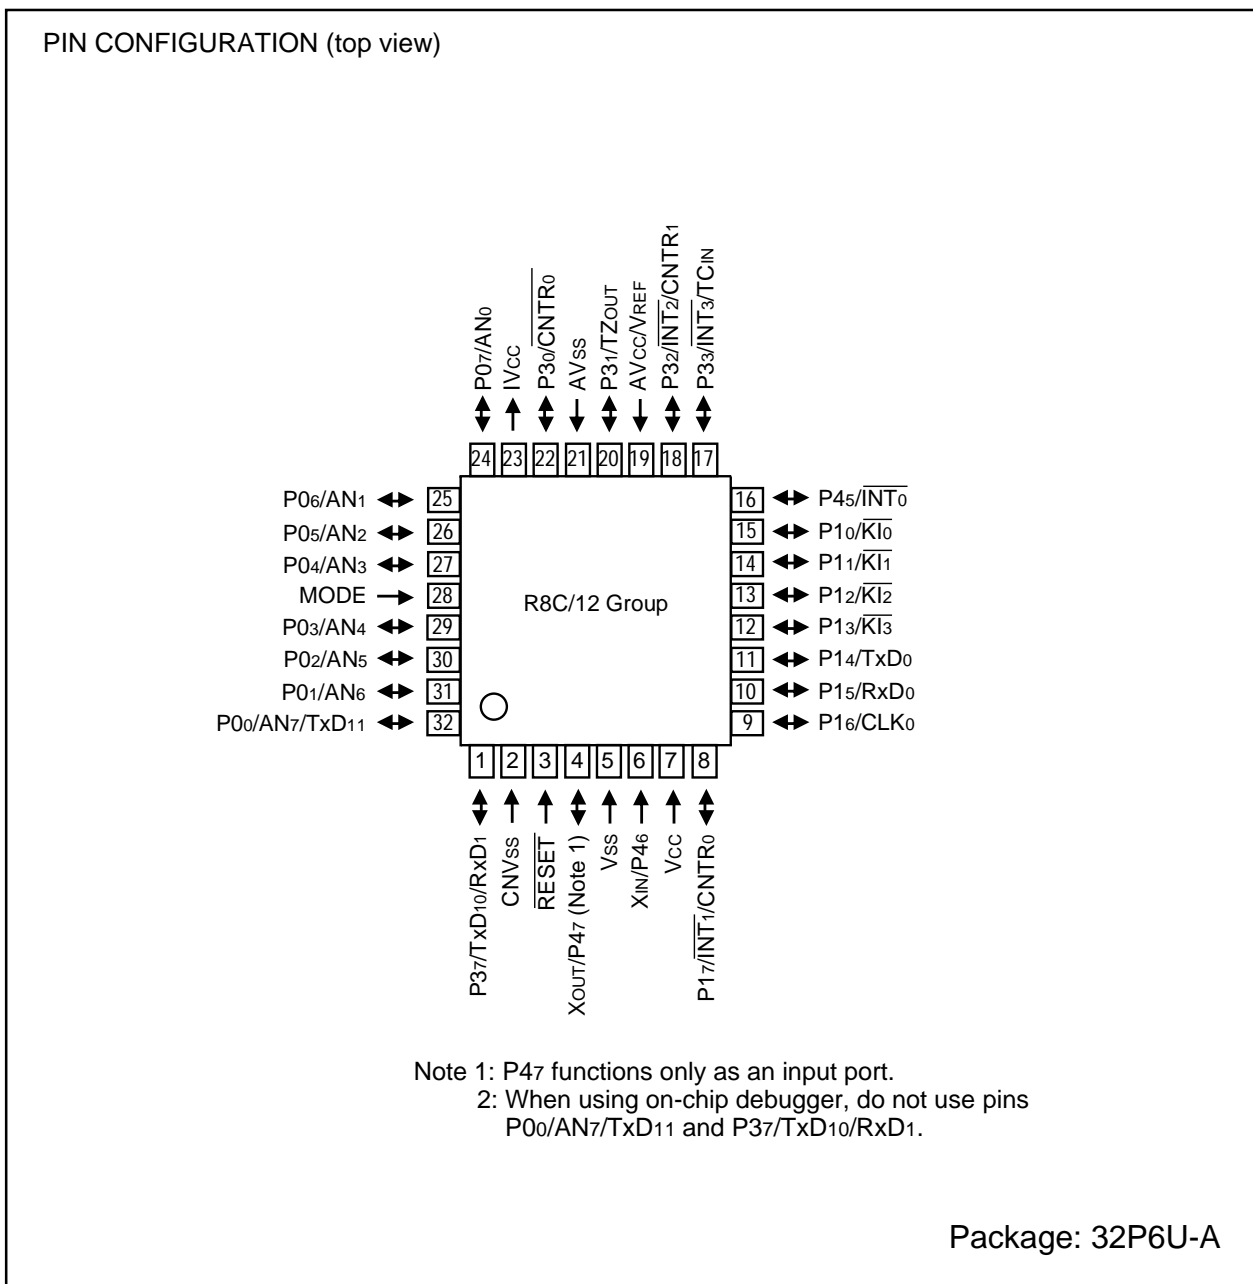 PIN CONFIGURATION (top view)
P07/AN0
IVCC
P30/CNTR0
AVSS
P31/TZOUT
AVCC/VREF
P32/INT2/CNTR1
P33/INT3/TCIN
24 23 22 21 20 19 18 17
P06/AN1 25
P05/AN2 26
P04/AN3 27
MODE 28
P03/AN4 29
P02/AN5 30
P01/AN6 31
P00/AN7/TxD11 32
R8C/12 Group
16 P45/INT0
15 P10/KI0
14 P11/KI1
13 P12/KI2
12 P13/KI3
11 P14/TxD0
10 P15/RxD0
9 P16/CLK0
1 2 3 4 5 6 7 8
P37/TxD10/RxD1
CNVSS
RESET
XOUT/P47 (Note 1)
VSS
XIN/P46
VCC
P17/INT1/CNTR0
Note 1: P47 functions only as an input port.
2: When using on-chip debugger, do not use pins
P00/AN7/TxD11 and P37/TxD10/RxD1.
Package: 32P6U-A